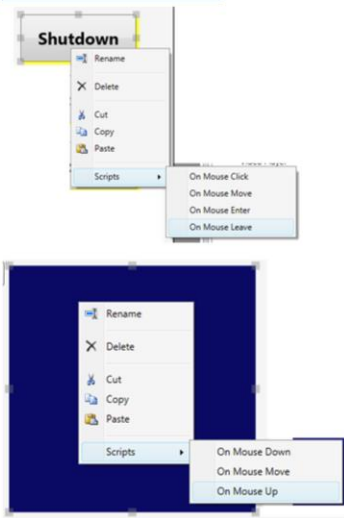 Shutdown
Rename
Delete
Cut
Copy
Paste
Scripts
On Mouse Click
On Mouse Move
On Mouse Enter
On Mouse Leave
Rename
Delete
Cut
Copy
Paste
Scripts
On Mouse Down
On Mouse Move
On Mouse Up